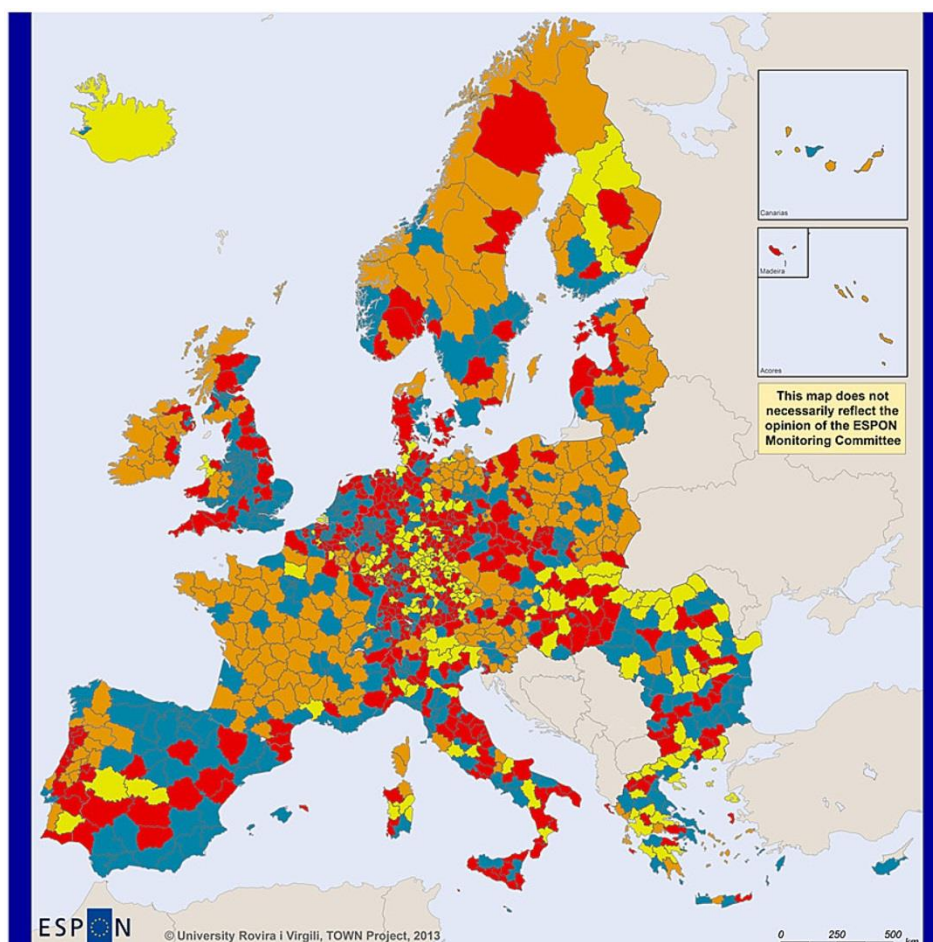 Canarias
Madeira
Acores
This map does not
necessarily reflect the
opinion of the ESPON
Monitoring Committee
ESPON
© University Rovira i Virgili, TOWN Project, 2013
0 250 500
km